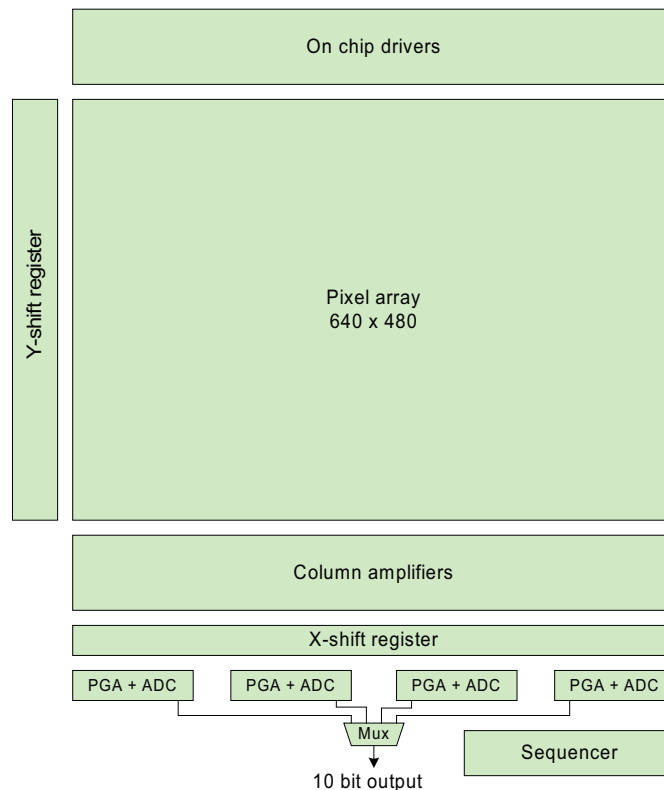 On chip drivers
Y-shift register
Pixel array
640 x 480
Column amplifiers
X-shift register
PGA + ADC
PGA + ADC
PGA + ADC
PGA + ADC
Mux
Sequencer
10 bit output